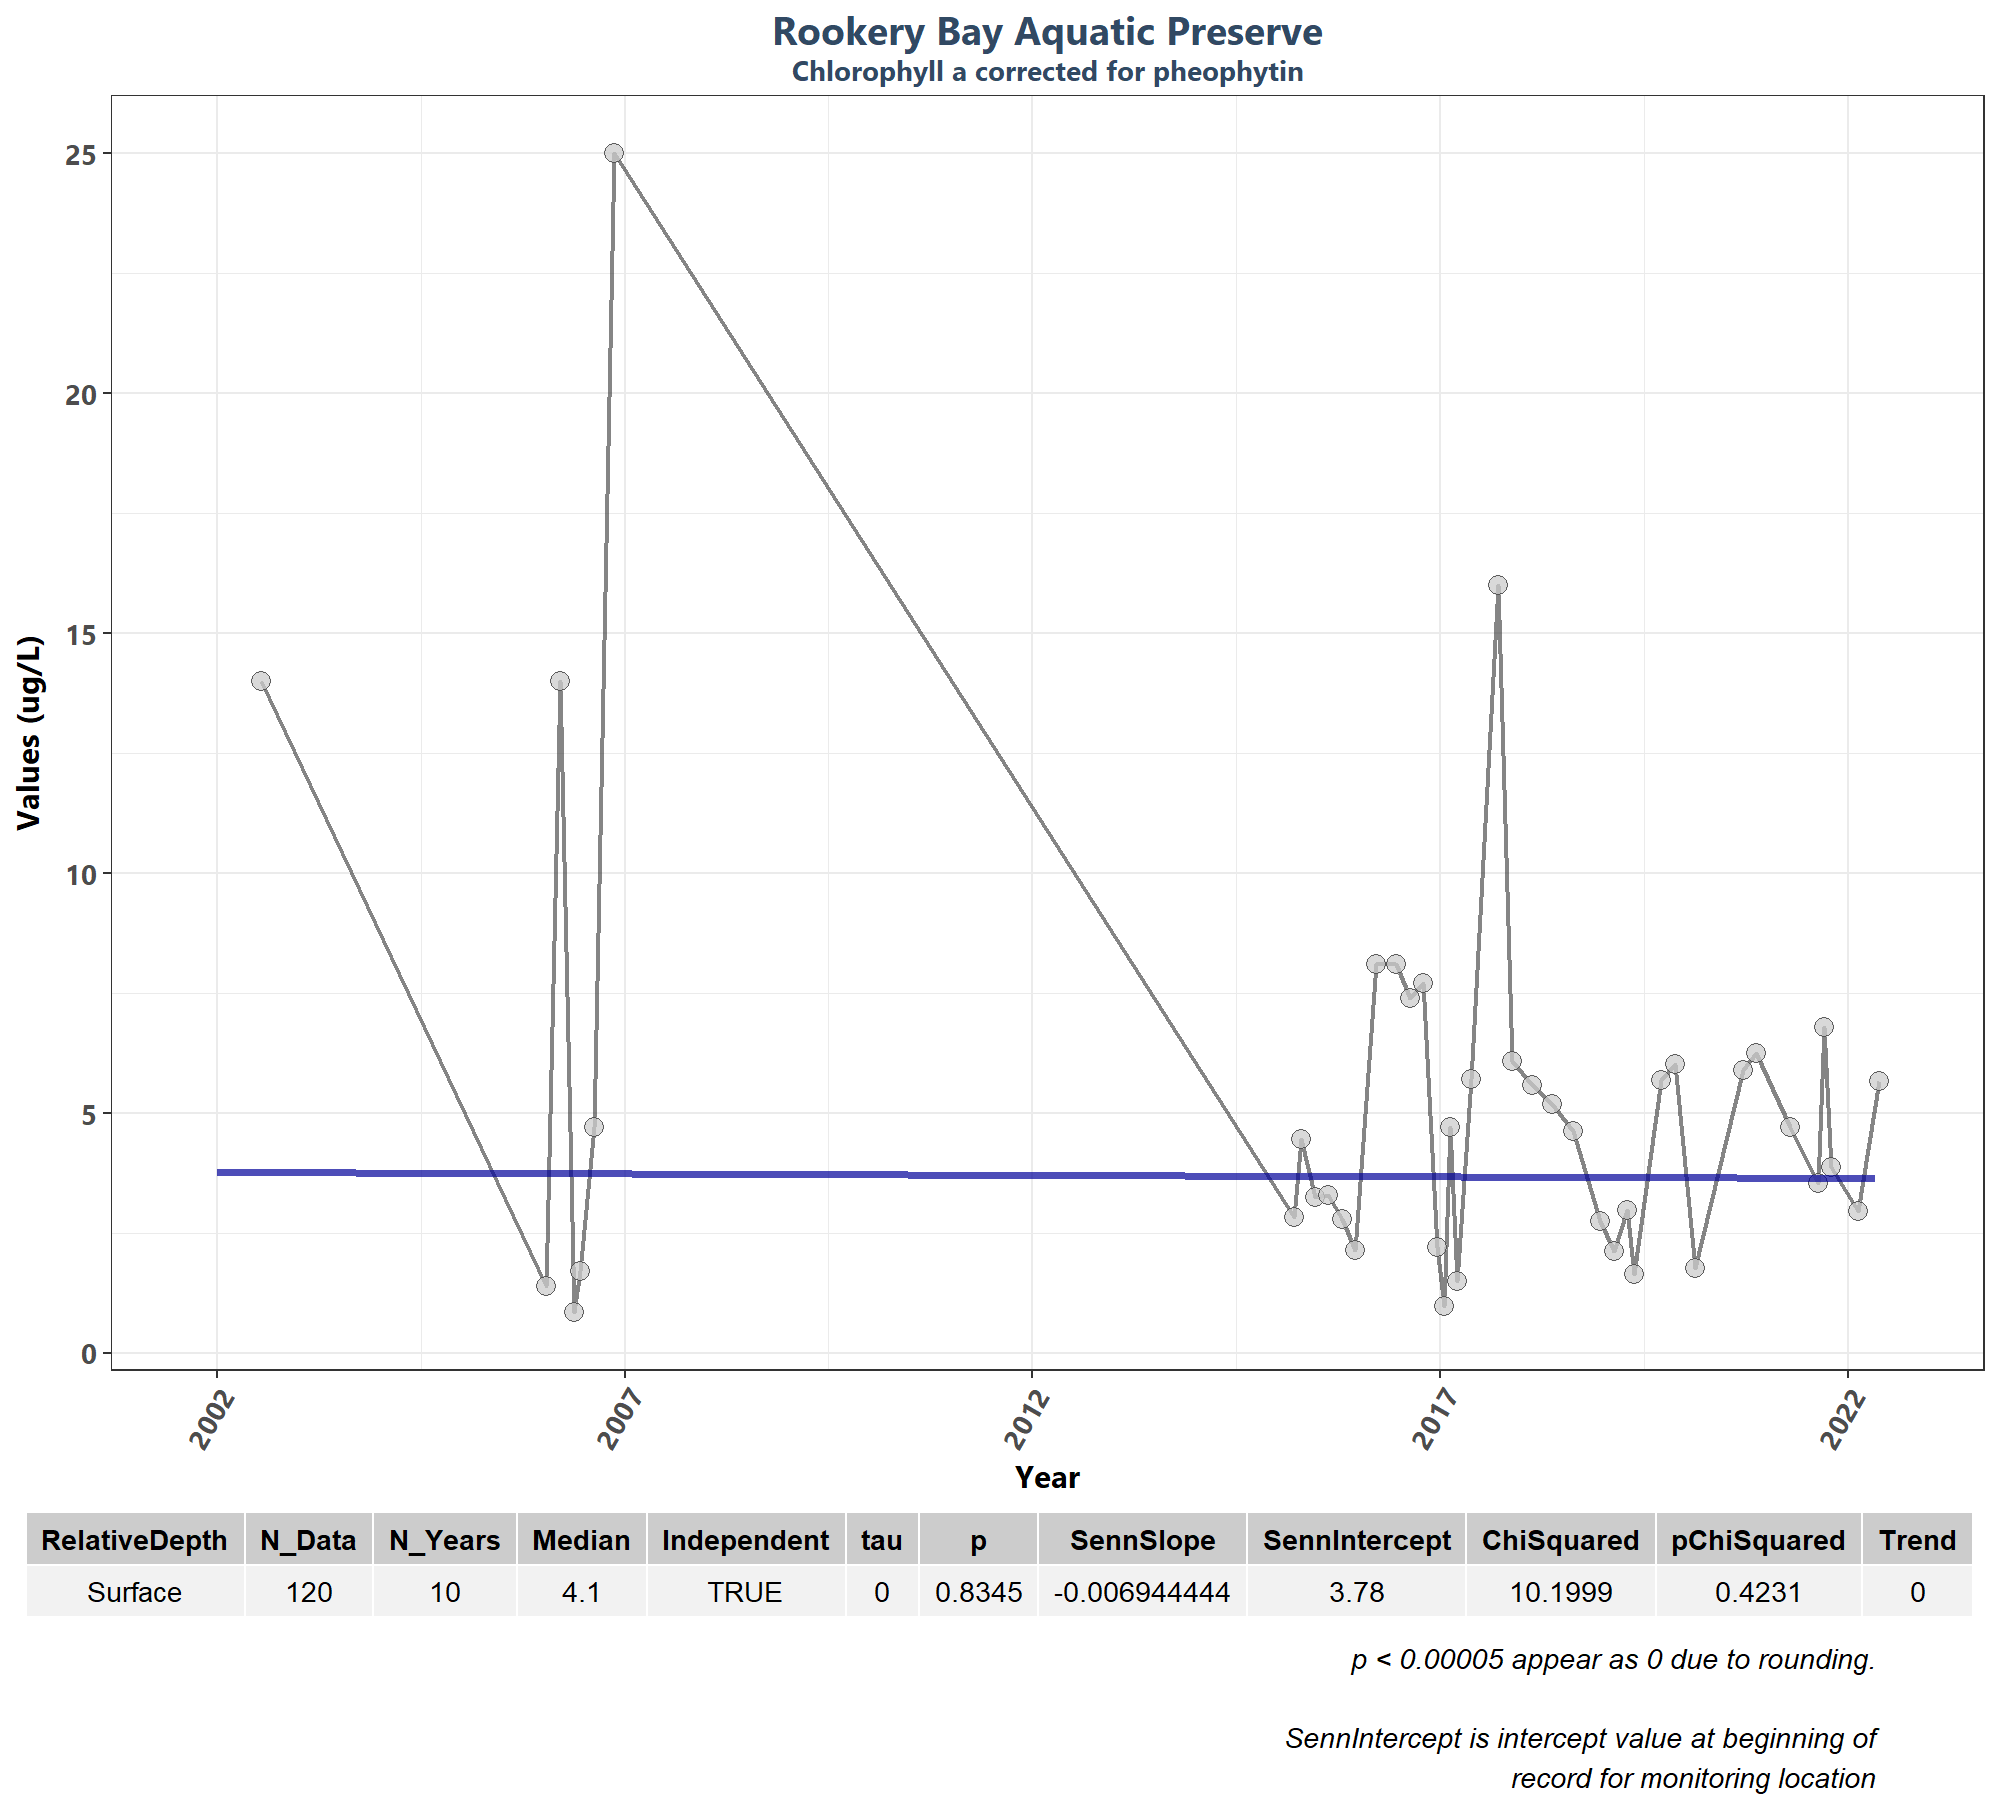 Rookery Bay Aquatic Preserve
Chlorophyll a corrected for pheophytin
Values (ug/L)
25
20
15
10
5
0
2002 2007 2012 2017 2022
Year
RelativeDepth N_Data N_Years Median Independent tau p SennSlope SennIntercept ChiSquared pChiSquared Trend
Surface 120 10 4.1 TRUE 0 0.8345 -0.006944444 3.78 10.1999 0.4231 0
p < 0.00005 appear as 0 due to rounding.
SennIntercept is intercept value at beginning of
record for monitoring location